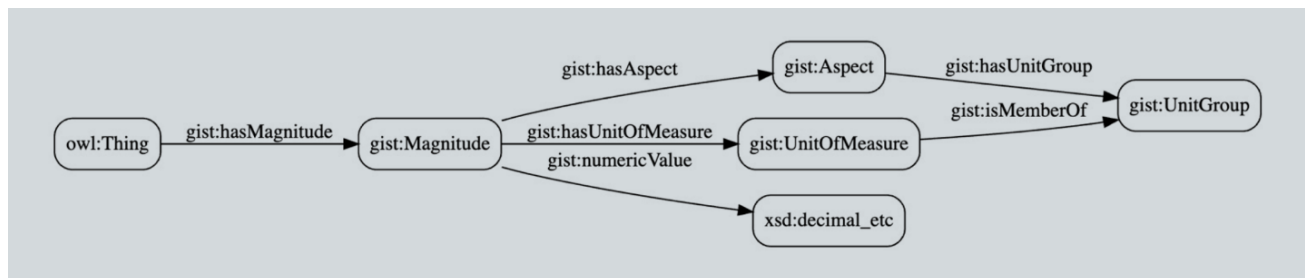 owl:Thing
gist:hasMagnitude
gist:Magnitude
gist:hasAspect
gist:hasUnitOfMeasure
gist:numericValue
gist:Aspect
gist:UnitOfMeasure
xsd:decimal_etc
gist:hasUnitGroup
gist:isMemberOf
gist:UnitGroup